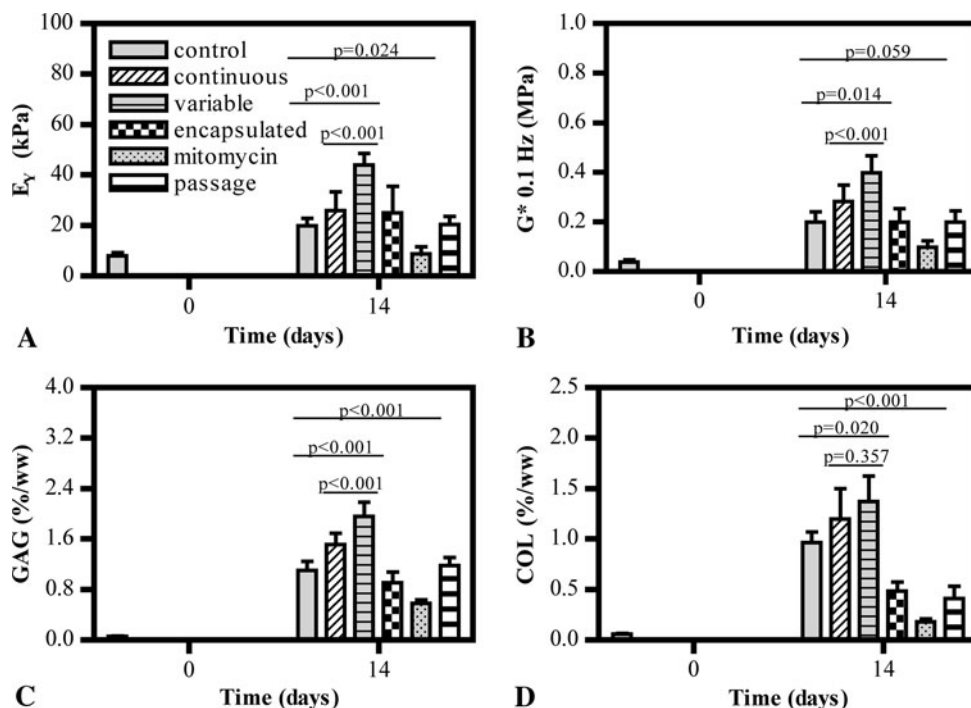 100
80
60
40
20
0
E_Y (kPa)
control
continuous
variable
encapsulated
mitomycin
passage
p=0.024
p<0.001
p<0.001
0
14
Time (days)
A
1.0
0.8
0.6
0.4
0.2
0.0
G* 0.1 Hz (MPa)
p=0.059
p=0.014
p<0.001
0
14
Time (days)
B
4.0
3.2
2.4
1.6
0.8
0.0
GAG (%/ww)
p<0.001
p<0.001
p<0.001
0
14
Time (days)
C
2.5
2.0
1.5
1.0
0.5
0.0
COL (%/ww)
p<0.001
p=0.020
p=0.357
0
14
Time (days)
D